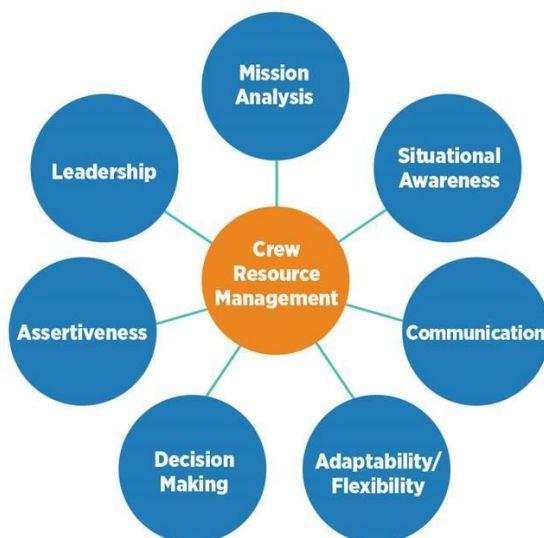 Mission
Analysis
Situational
Awareness
Communication
Adaptability/
Flexibility
Decision
Making
Assertiveness
Leadership
Crew
Resource
Management